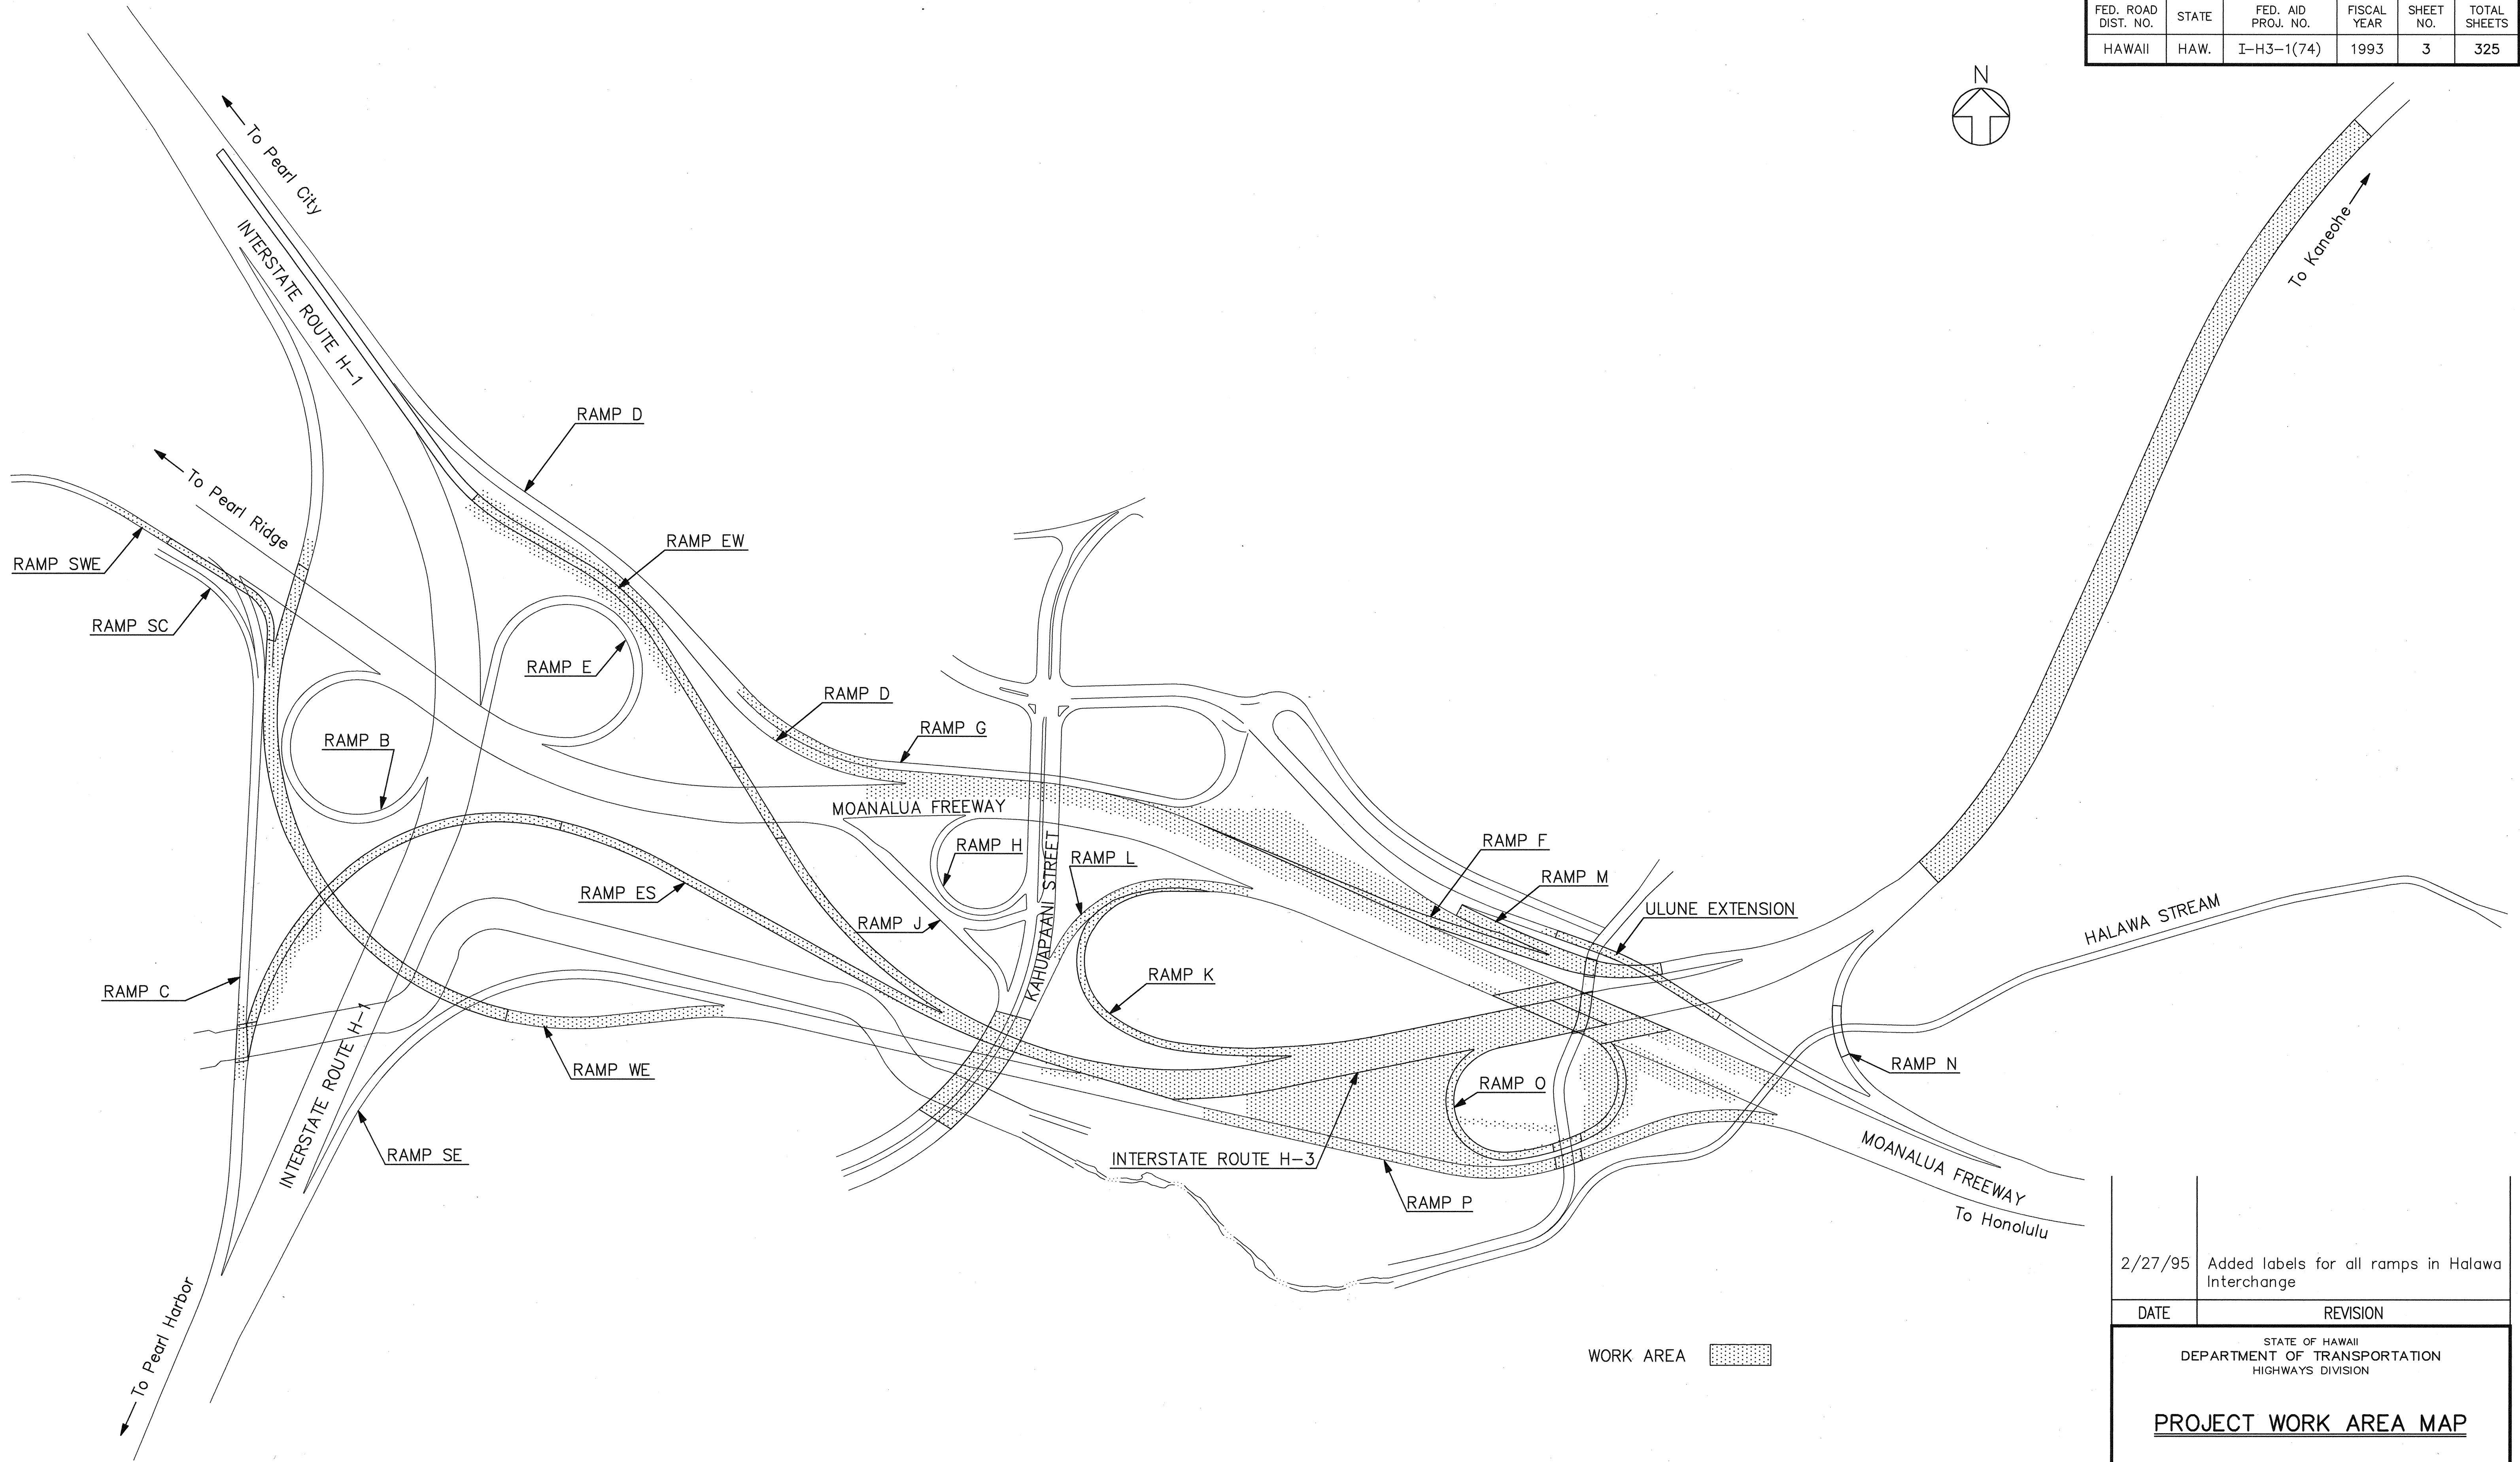 FED. ROAD DIST. NO. STATE FED. AID PROJ. NO. FISCAL YEAR SHEET NO. TOTAL SHEETS
HAWAII HAW. I-H3-1(74) 1993 3 325
N
To Pearl City
INTERSTATE ROUTE H-1
To Kaneohe
RAMP D
To Pearl Ridge
RAMP EW
RAMP SWE
RAMP SC
RAMP E
RAMP D
RAMP G
RAMP B
MOANALUA FREEWAY
RAMP H
KAHUAPAANI STREET
RAMP L
RAMP F
RAMP M
RAMP ES
RAMP J
ULUNE EXTENSION
HALAWA STREAM
RAMP C
RAMP K
INTERSTATE ROUTE H-1
RAMP WE
RAMP O
RAMP N
RAMP SE
INTERSTATE ROUTE H-3
RAMP P
MOANALUA FREEWAY
To Honolulu
To Pearl Harbor
WORK AREA
2/27/95 Added labels for all ramps in Halawa
Interchange
DATE REVISION
STATE OF HAWAII
DEPARTMENT OF TRANSPORTATION
HIGHWAYS DIVISION
PROJECT WORK AREA MAP